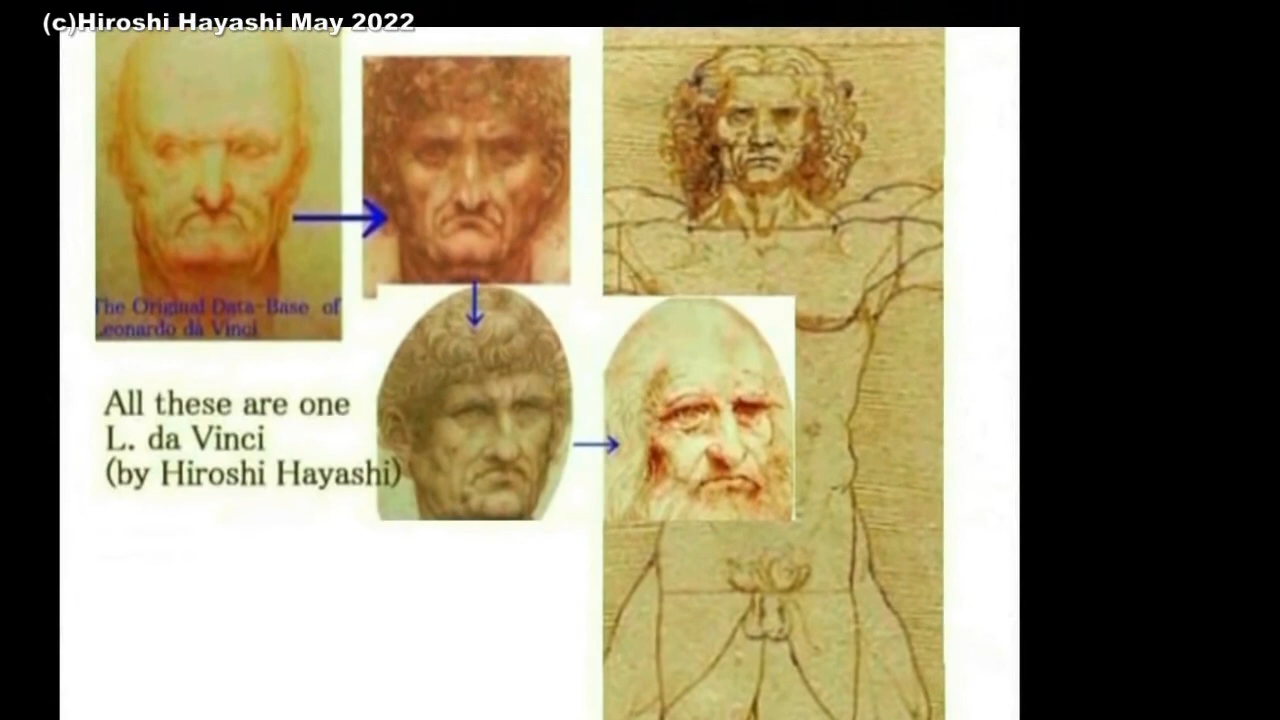 (c)Hiroshi Hayashi May 2022
The Original Data-Base of
Leonardo da Vinci
All these are one
L. da Vinci
(by Hiroshi Hayashi)